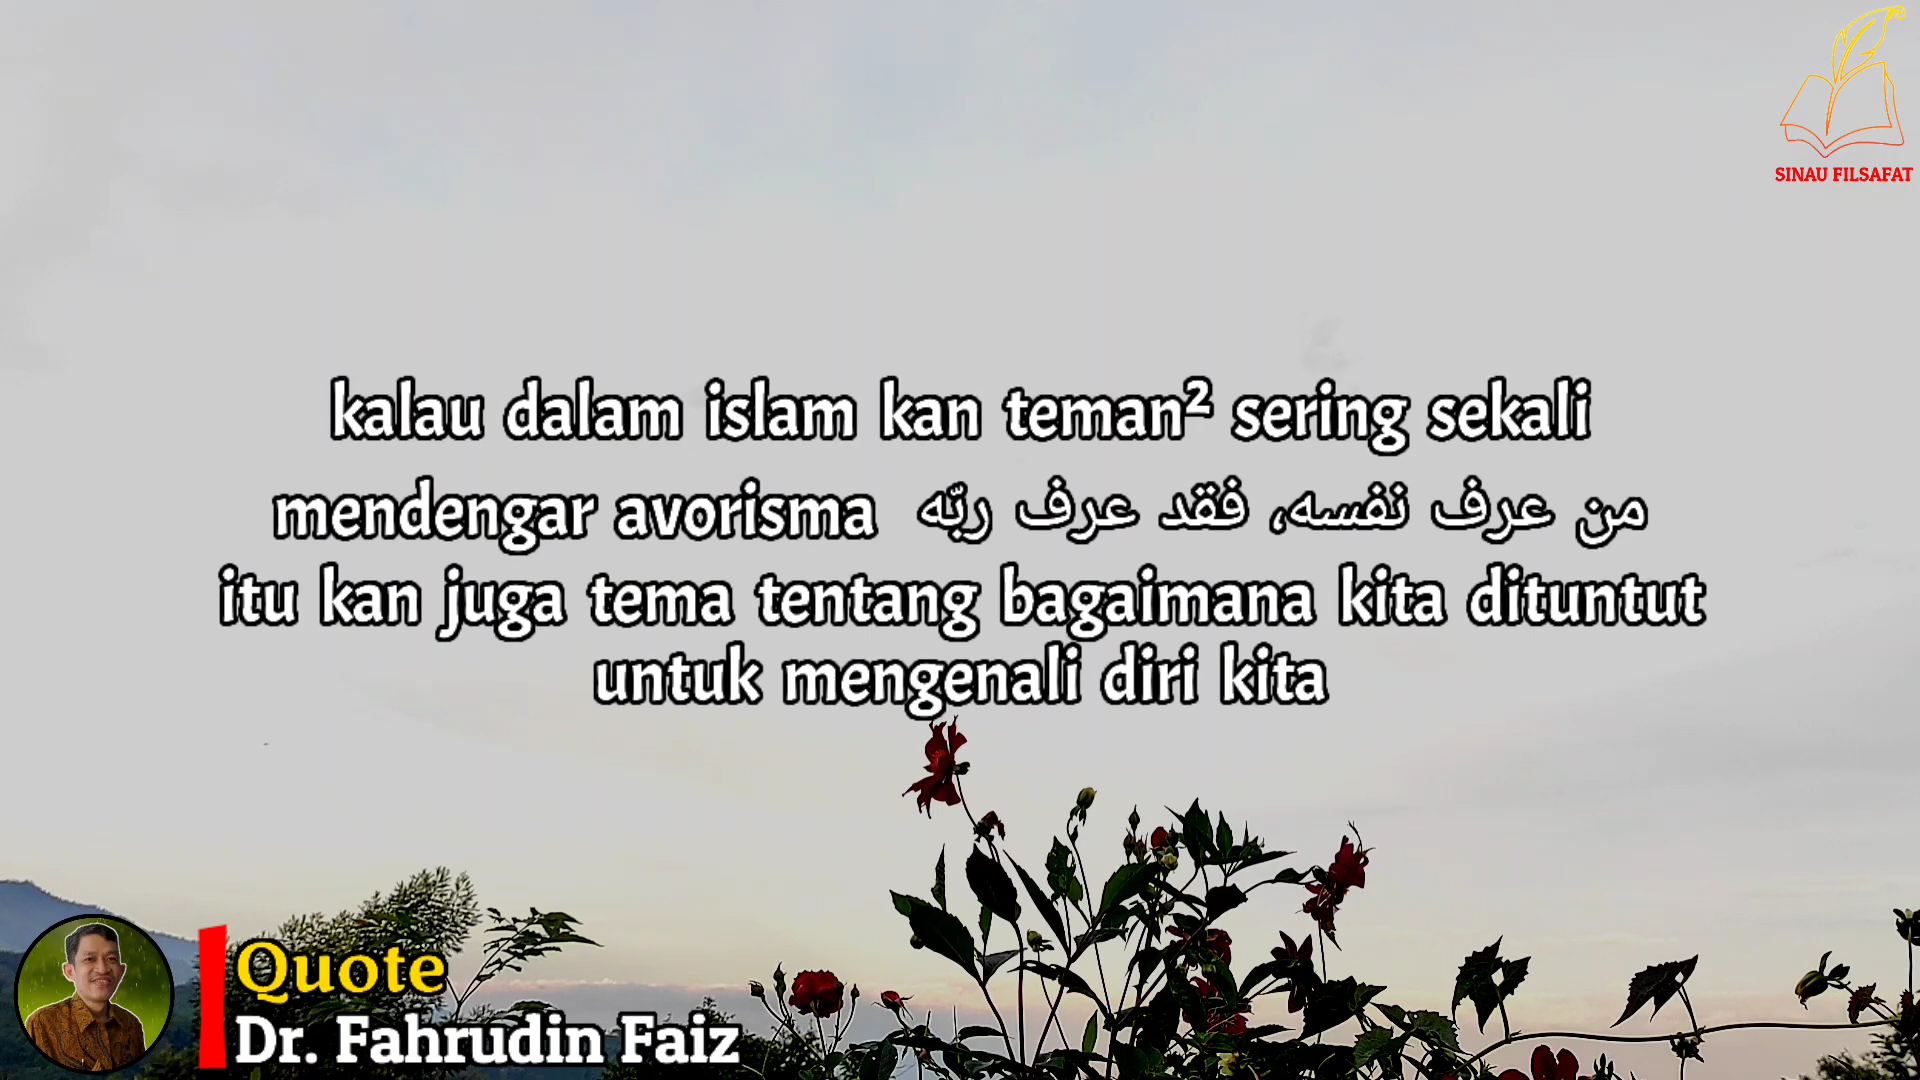 SINAU FILSAFAT
kalau dalam islam kan teman² sering sekali
mendengar avorisma من عرف نفسه، فقد عرف ربّه
itu kan juga tema tentang bagaimana kita dituntut
untuk mengenali diri kita
Quote
Dr. Fahrudin Faiz